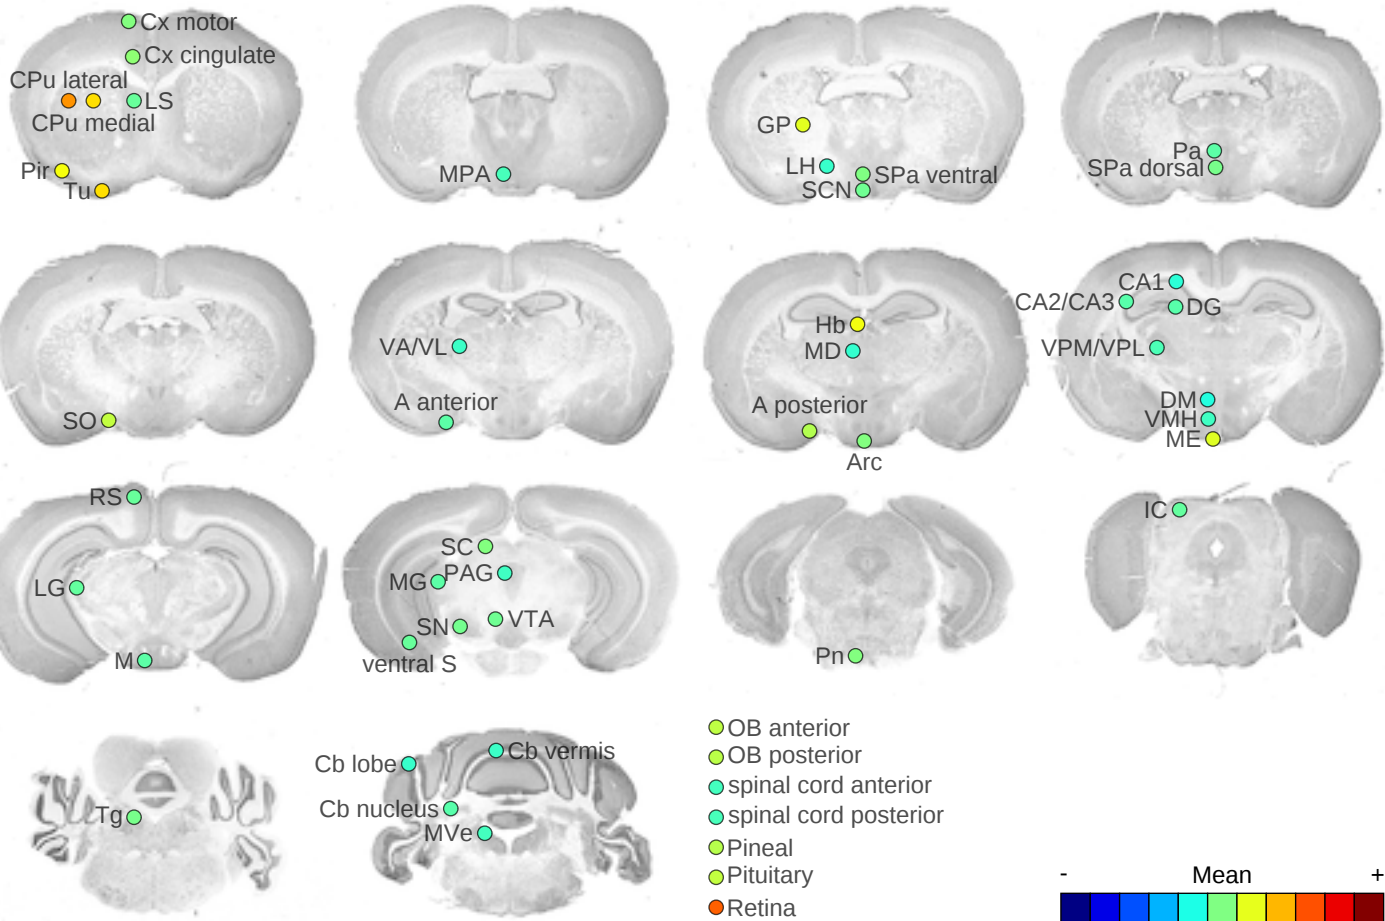 Cx motor
Cx cingulate
CPu lateral
LS
CPu medial
Pir
Tu
MPA
GP
LH
SPa ventral
SCN
Pa
SPa dorsal
SO
VA/VL
A anterior
Hb
MD
A posterior
Arc
CA1
CA2/CA3
DG
VPM/VPL
DM
VMH
ME
RS
LG
M
SC
PAG
MG
VTA
SN
ventral S
Pn
IC
Tg
Cb vermis
Cb lobe
Cb nucleus
MVe
OB anterior
OB posterior
spinal cord anterior
spinal cord posterior
Pineal
Pituitary
Retina
- Mean +